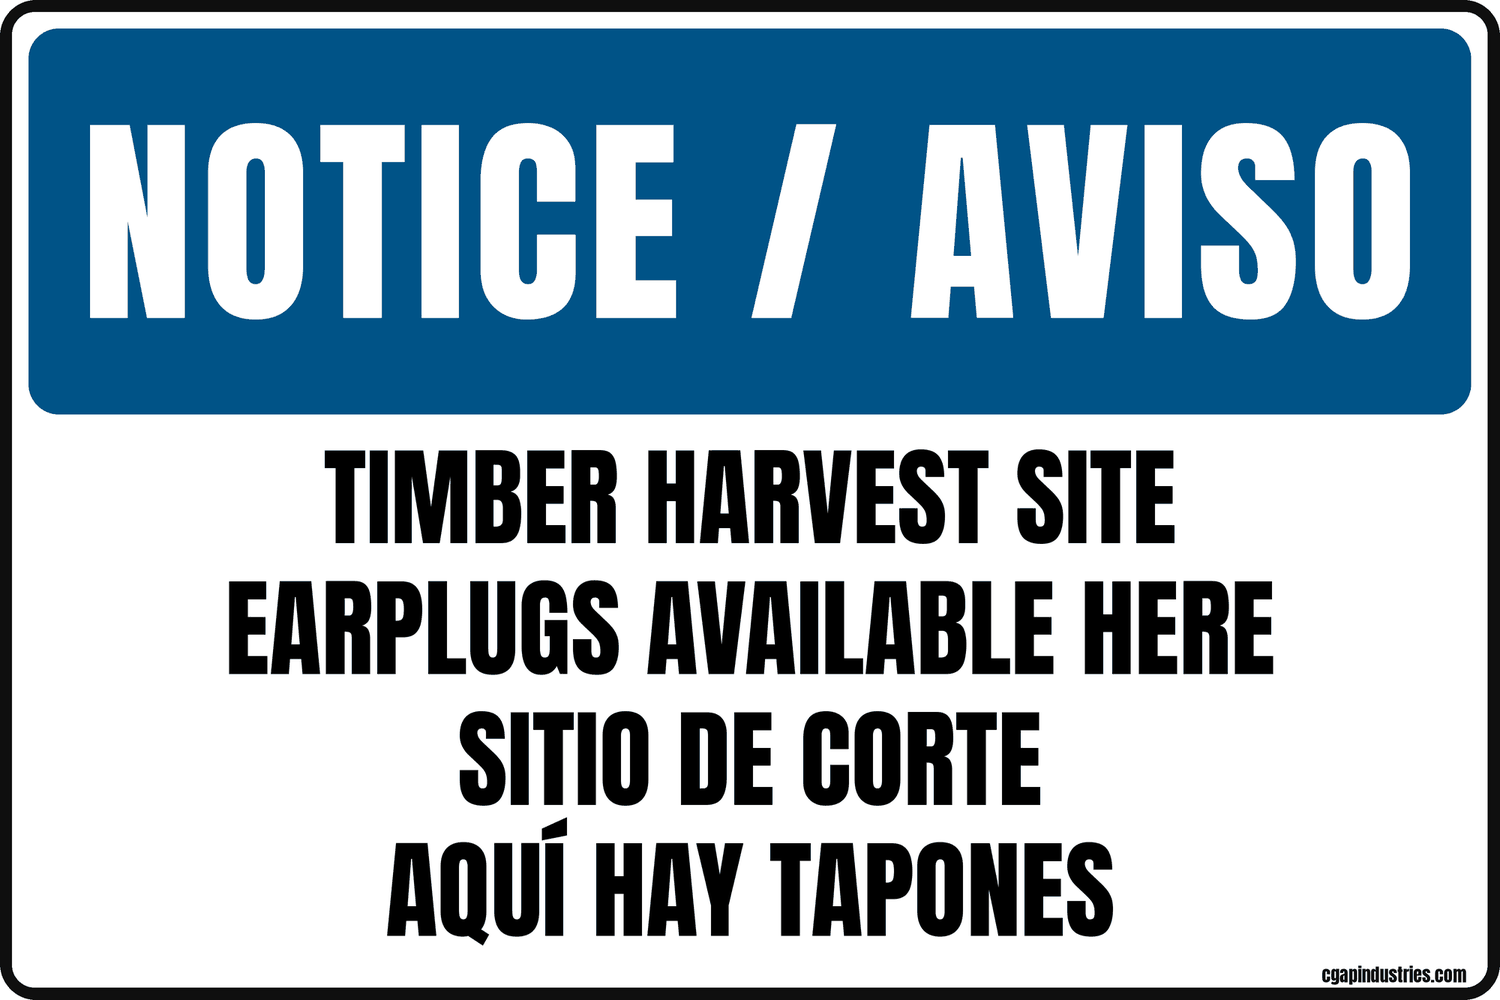 NOTICE / AVISO
TIMBER HARVEST SITE
EARPLUGS AVAILABLE HERE
SITIO DE CORTE
AQUÍ HAY TAPONES
cgapindustries.com